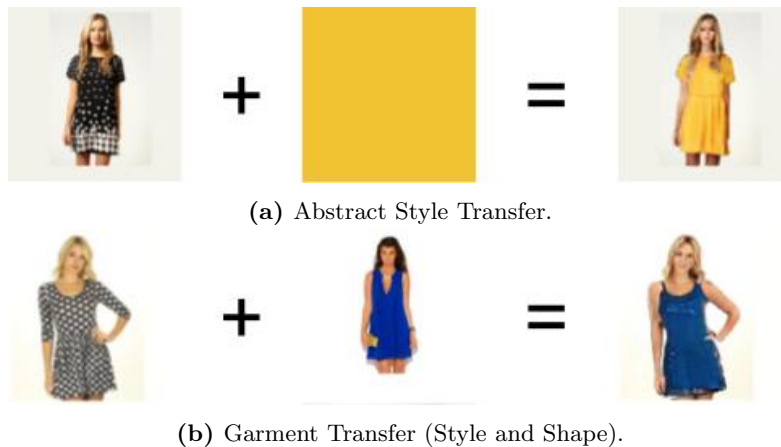 + =
(a) Abstract Style Transfer.
+ =
(b) Garment Transfer (Style and Shape).